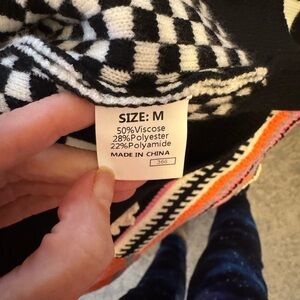 SIZE: M
50%Viscose
28%Polyester
22%Polyamide
MADE IN CHINA